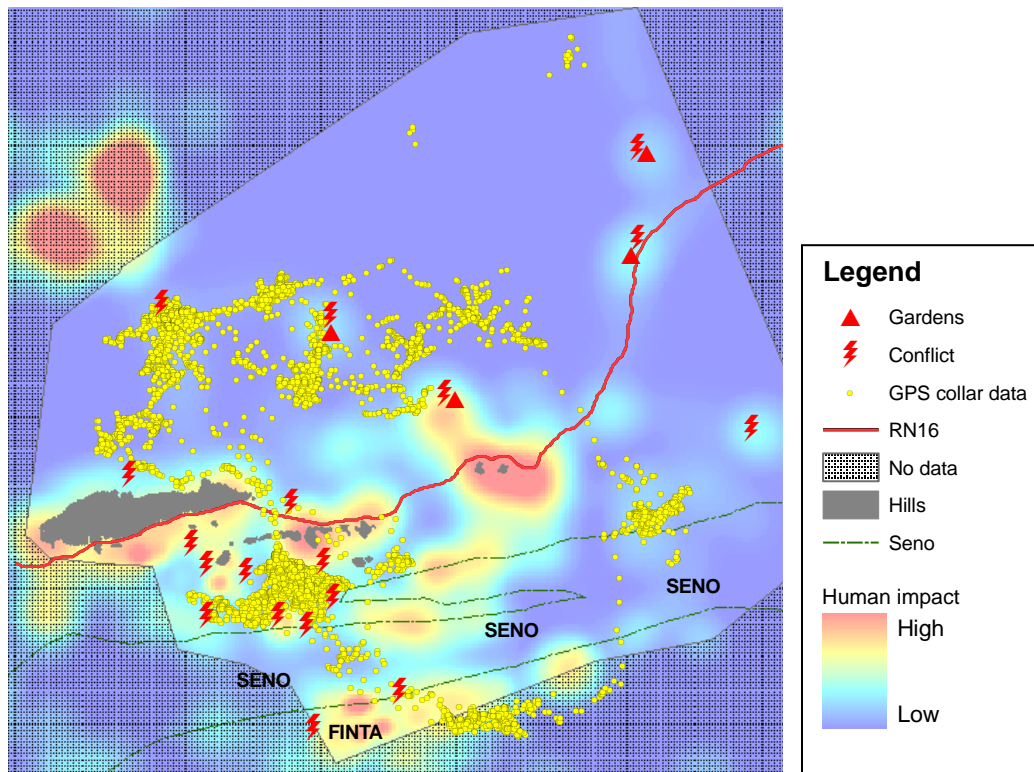 SENO
SENO
SENO
FINTA
Legend
Gardens
Conflict
GPS collar data
RN16
No data
Hills
Seno
Human impact
High
Low